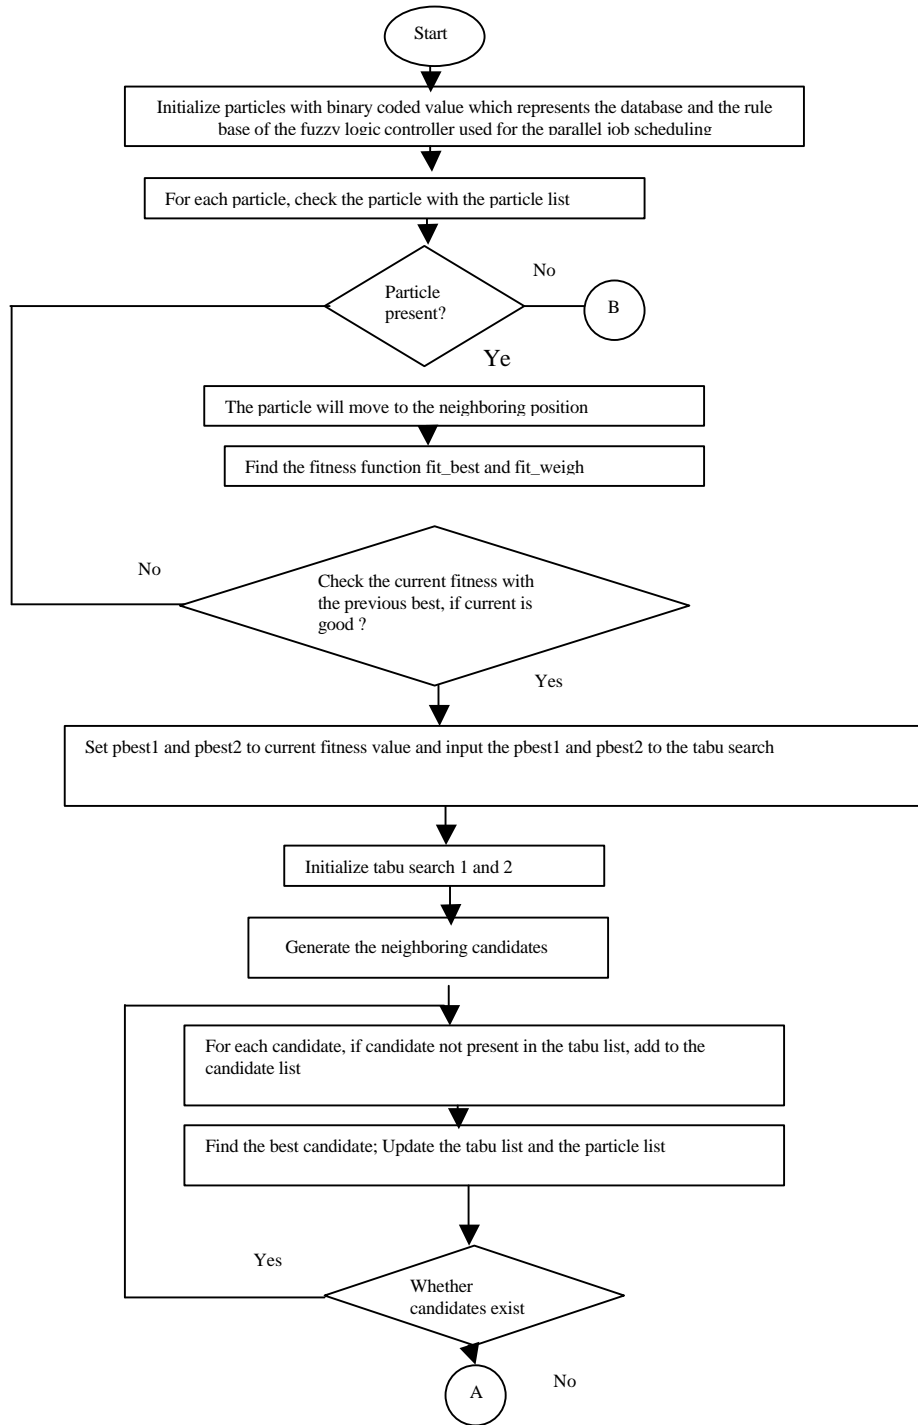 Start
Initialize particles with binary coded value which represents the database and the rule
base of the fuzzy logic controller used for the parallel job scheduling
For each particle, check the particle with the particle list
No
Particle
present?
B
Ye
The particle will move to the neighboring position
Find the fitness function fit_best and fit_weigh
No
Check the current fitness with
the previous best, if current is
good ?
Yes
Set pbest1 and pbest2 to current fitness value and input the pbest1 and pbest2 to the tabu search
Initialize tabu search 1 and 2
Generate the neighboring candidates
For each candidate, if candidate not present in the tabu list, add to the
candidate list
Find the best candidate; Update the tabu list and the particle list
Yes
Whether
candidates exist
A
No